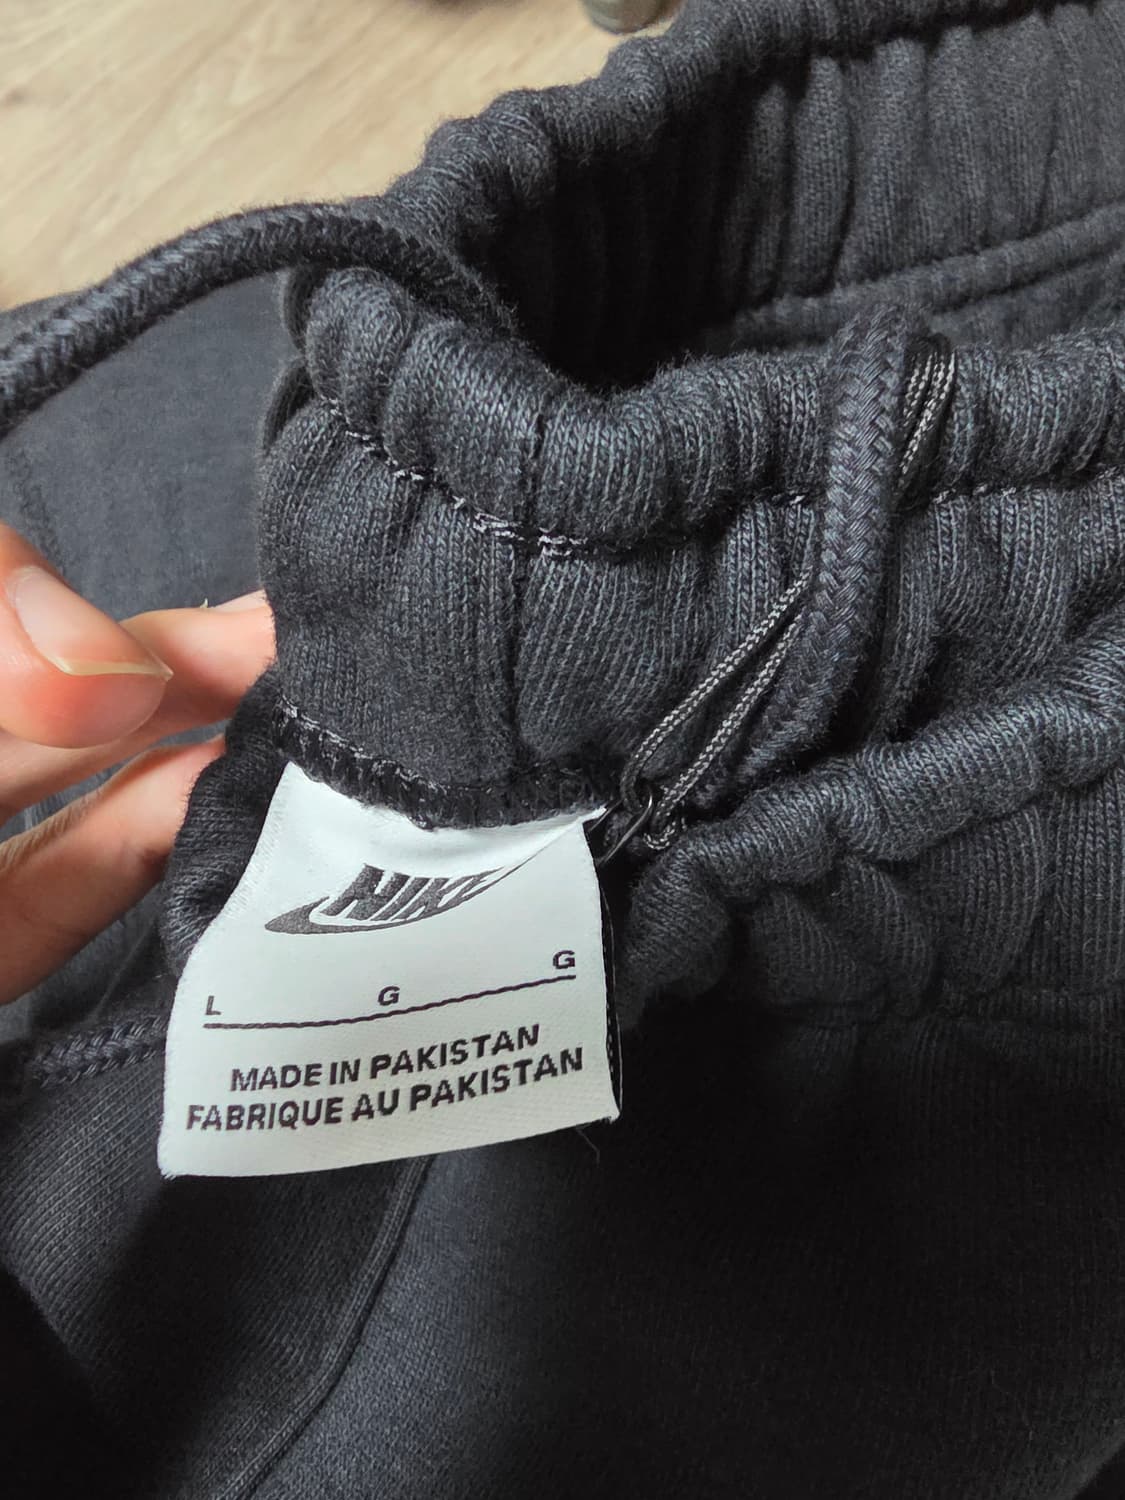 NIKE
L G G
MADE IN PAKISTAN
FABRIQUE AU PAKISTAN